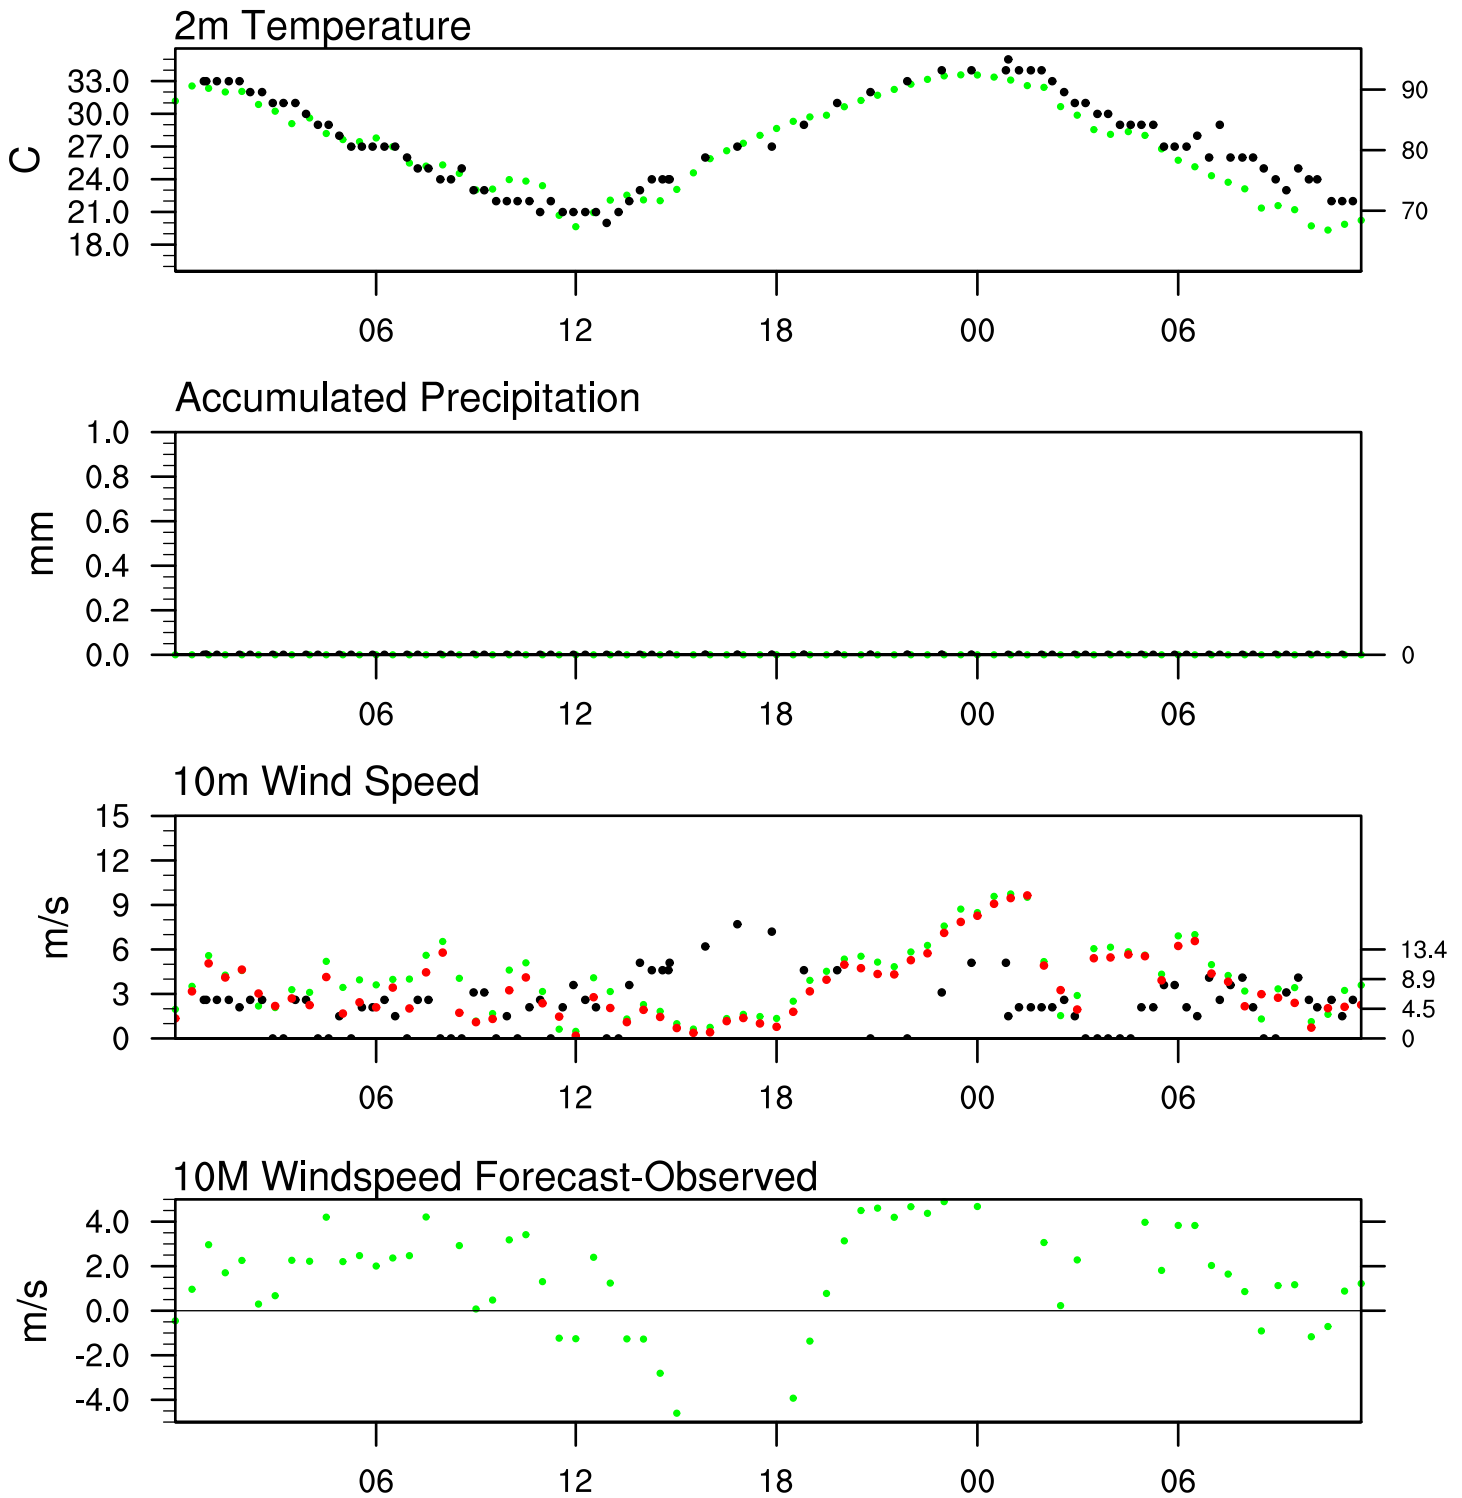 2m Temperature
C
33.0
30.0
27.0
24.0
21.0
18.0
90
80
70
06 12 18 00 06
Accumulated Precipitation
mm
1.0
0.8
0.6
0.4
0.2
0.0
0
06 12 18 00 06
10m Wind Speed
m/s
15
12
9
6
3
0
13.4
8.9
4.5
0
06 12 18 00 06
10M Windspeed Forecast-Observed
m/s
4.0
2.0
0.0
-2.0
-4.0
06 12 18 00 06